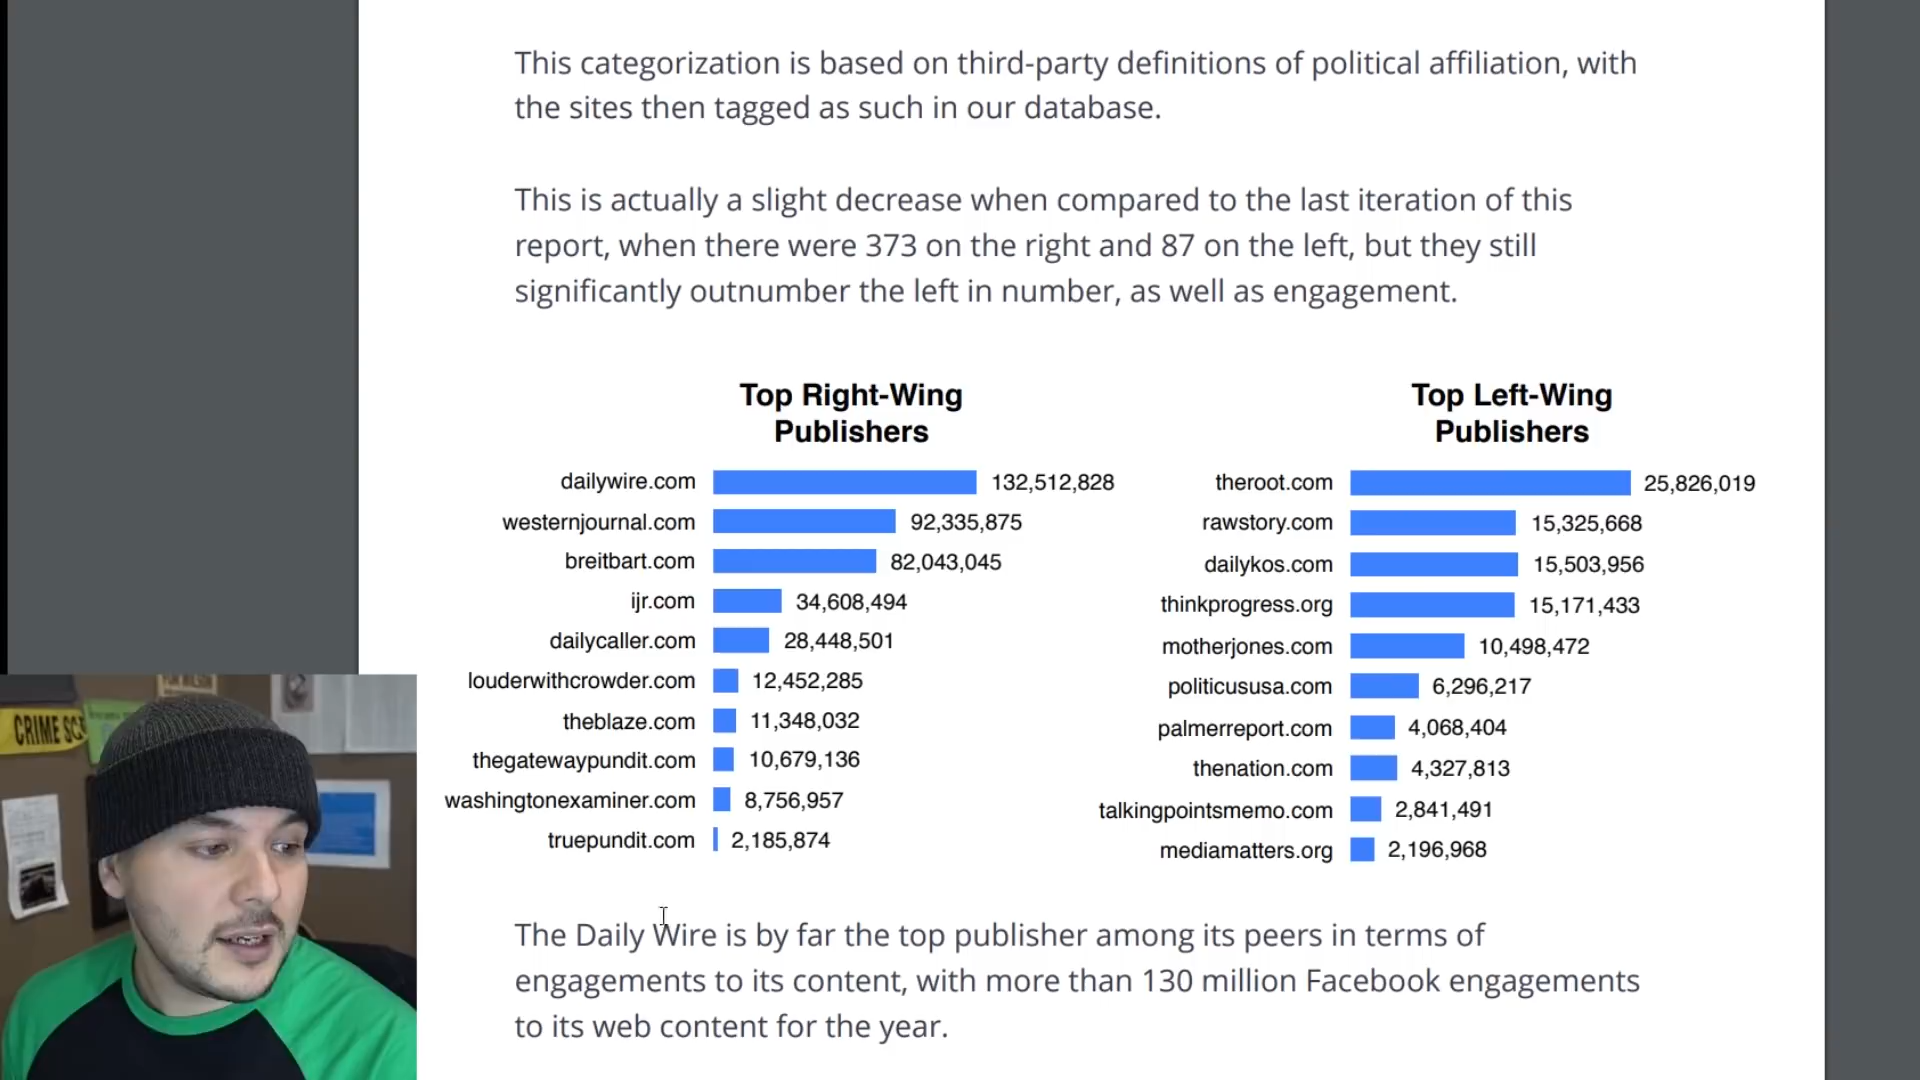 This categorization is based on third-party definitions of political affiliation, with
the sites then tagged as such in our database.
This is actually a slight decrease when compared to the last iteration of this
report, when there were 373 on the right and 87 on the left, but they still
significantly outnumber the left in number, as well as engagement.
Top Right-Wing
Publishers
dailywire.com 132,512,828
westernjournal.com 92,335,875
breitbart.com 82,043,045
ijr.com 34,608,494
dailycaller.com 28,448,501
louderwithcrowder.com 12,452,285
theblaze.com 11,348,032
thegatewaypundit.com 10,679,136
washingtonexaminer.com 8,756,957
truepundit.com 2,185,874
Top Left-Wing
Publishers
theroot.com 25,826,019
rawstory.com 15,325,668
dailykos.com 15,503,956
thinkprogress.org 15,171,433
motherjones.com 10,498,472
politicususa.com 6,296,217
palmerreport.com 4,068,404
thenation.com 4,327,813
talkingpointsmemo.com 2,841,491
mediamatters.org 2,196,968
The Daily Wire is by far the top publisher among its peers in terms of
engagements to its content, with more than 130 million Facebook engagements
to its web content for the year.
CRIME SC